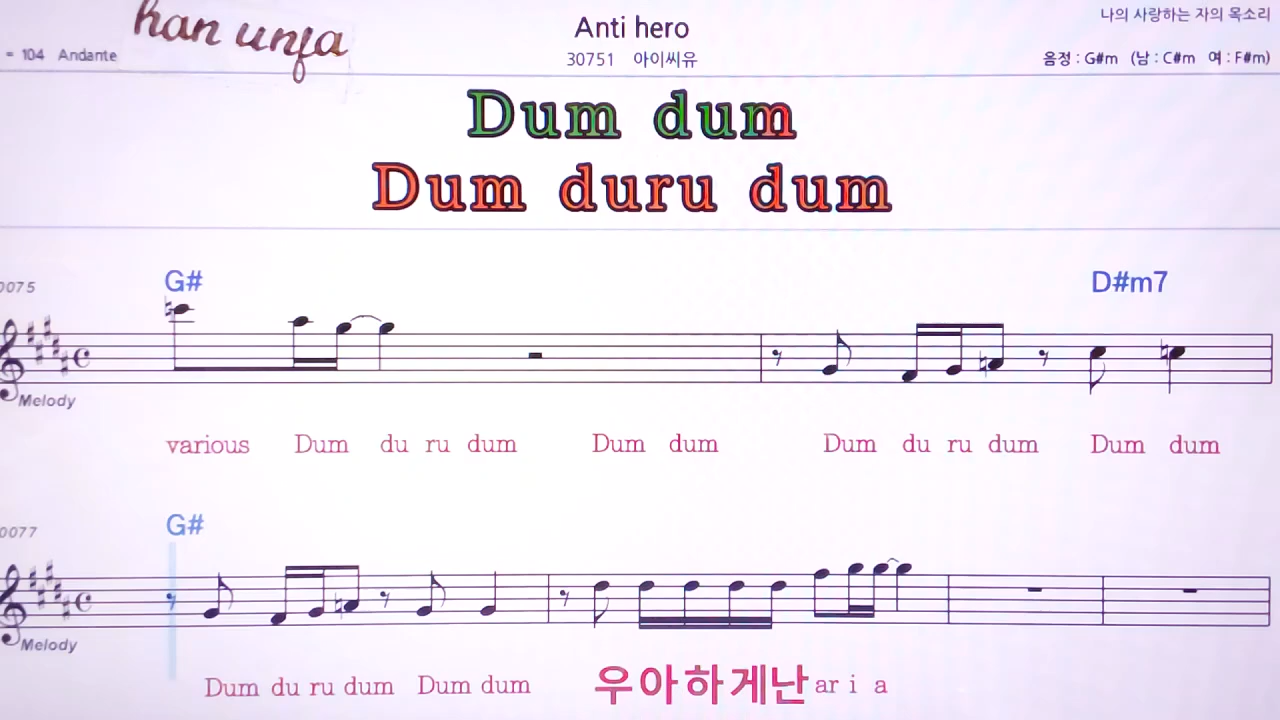 han unja
Anti hero
나의 사랑하는 자의 목소리
= 104 Andante
30751 아이씨유
음정 : G#m (남 : C#m 여 : F#m)
Dum dum
Dum duru dum
0075
G#
D#m7
Melody
various Dum du ru dum Dum dum Dum du ru dum Dum dum
0077
G#
Melody
Dum du ru dum Dum dum 우아하게난 ar i a